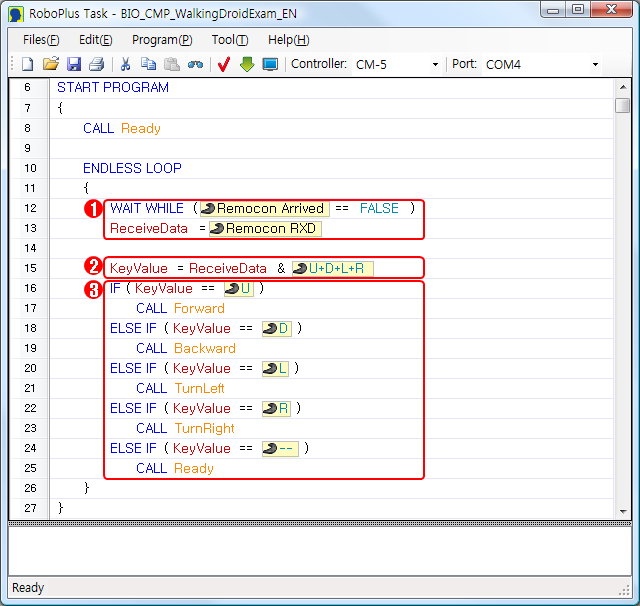 RoboPlus Task - BIO_CMP_WalkingDroidExam_EN
Files(F) Edit(E) Program(P) Tool(T) Help(H)
Controller: CM-5 Port: COM4
6 START PROGRAM
7 {
8 CALL Ready
9
10 ENDLESS LOOP
11 {
1 12 WAIT WHILE ( Remocon Arrived == FALSE )
13 ReceiveData = Remocon RXD
14
2 15 KeyValue = ReceiveData & U+D+L+R
3 16 IF ( KeyValue == U )
17 CALL Forward
18 ELSE IF ( KeyValue == D )
19 CALL Backward
20 ELSE IF ( KeyValue == L )
21 CALL TurnLeft
22 ELSE IF ( KeyValue == R )
23 CALL TurnRight
24 ELSE IF ( KeyValue == -- )
25 CALL Ready
26 }
27 }
Ready